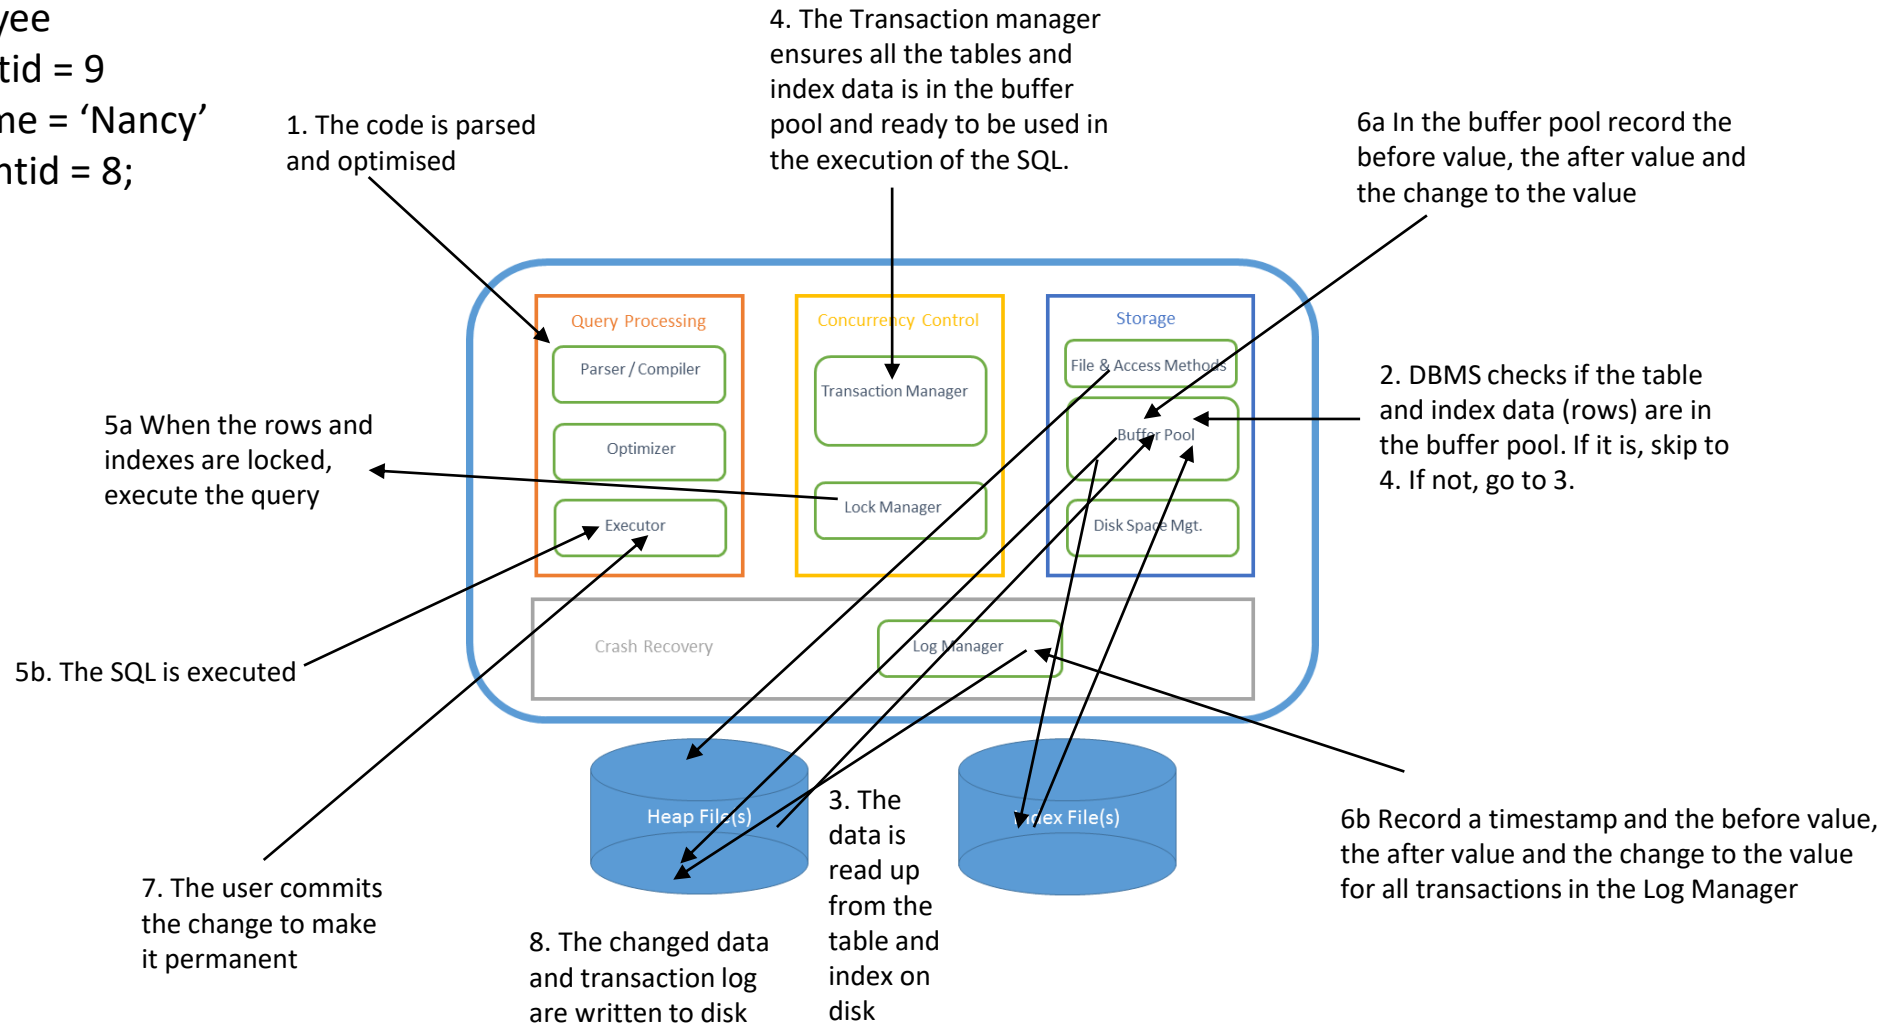 yee
tid = 9
me = ‘Nancy’
ntid = 8;
1. The code is parsed
and optimised
4. The Transaction manager
ensures all the tables and
index data is in the buffer
pool and ready to be used in
the execution of the SQL.
6a In the buffer pool record the
before value, the after value and
the change to the value
Query Processing
Parser / Compiler
Optimizer
Executor
Concurrency Control
Transaction Manager
Lock Manager
Storage
File & Access Methods
Buffer Pool
Disk Space Mgt.
2. DBMS checks if the table
and index data (rows) are in
the buffer pool. If it is, skip to
4. If not, go to 3.
5a When the rows and
indexes are locked,
execute the query
5b. The SQL is executed
Crash Recovery
Log Manager
Heap File(s)
Index File(s)
3. The
data is
read up
from the
table and
index on
disk
6b Record a timestamp and the before value,
the after value and the change to the value
for all transactions in the Log Manager
7. The user commits
the change to make
it permanent
8. The changed data
and transaction log
are written to disk